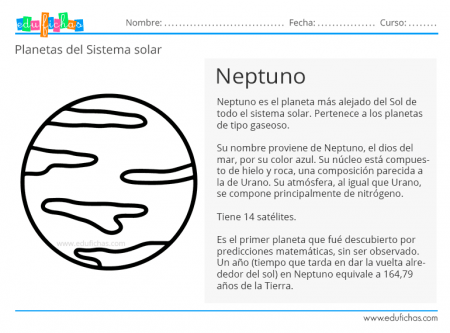 edufichas
Nombre: ........................................ Fecha: ................... Curso: .........
Planetas del Sistema solar
Neptuno
Neptuno es el planeta más alejado del Sol de
todo el sistema solar. Pertenece a los planetas
de tipo gaseoso.
Su nombre proviene de Neptuno, el dios del
mar, por su color azul. Su núcleo está compues-
to de hielo y roca, una composición parecida a
la de Urano. Su atmósfera, al igual que Urano,
se compone principalmente de nitrógeno.
Tiene 14 satélites.
Es el primer planeta que fué descubierto por
predicciones matemáticas, sin ser observado.
Un año (tiempo que tarda en dar la vuelta alre-
dedor del sol) en Neptuno equivale a 164,79
años de la Tierra.
www.edufichas.com
www.edufichas.com